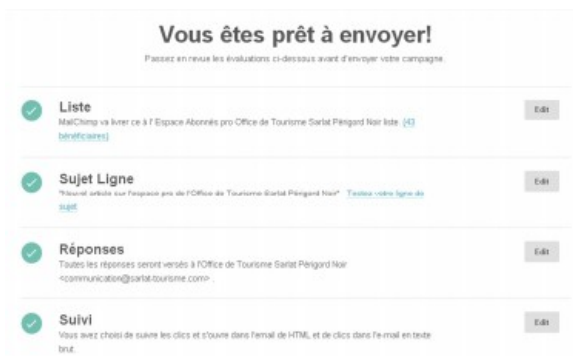 Vous êtes prêt à envoyer!
Passez en revue les évaluations ci-dessous avant d'envoyer votre campagne.
Liste
Edit
MailChimp va livrer ce à l' Espace Abonnés pro Office de Tourisme Sarlat Périgord Noir liste. (43
bénéficiaires)
Sujet Ligne
Edit
"Nouvel article sur l'espace pro de l'Office de Tourisme Sarlat Périgord Noir" Testez votre ligne de
sujet
Réponses
Edit
Toutes les réponses seront versés à l'Office de Tourisme Sarlat Périgord Noir
<communication@sarlat-tourisme.com> .
Suivi
Edit
Vous avez choisi de suivre les clics et s'ouvre dans l'email de HTML et de clics dans l'e-mail en texte
brut.